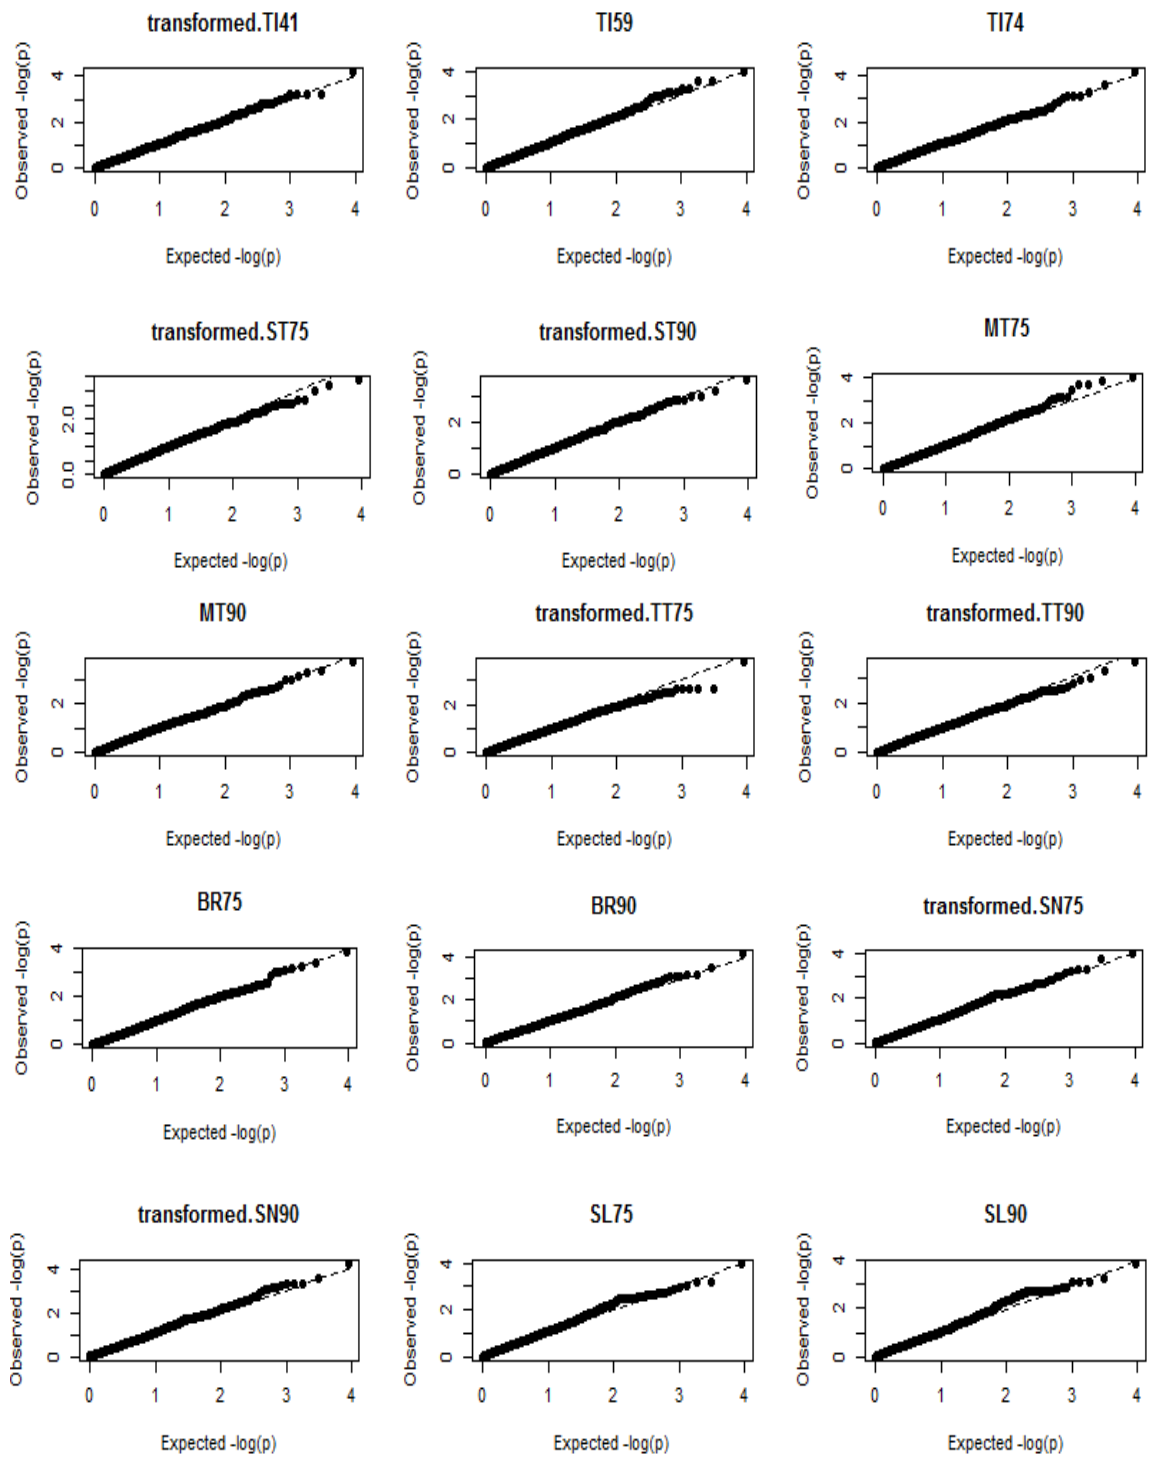 transformed.TI41
Observed -log(p)
4
2
0
0 1 2 3 4
Expected -log(p)
TI59
Observed -log(p)
4
2
0
0 1 2 3 4
Expected -log(p)
TI74
Observed -log(p)
4
2
0
0 1 2 3 4
Expected -log(p)
transformed.ST75
Observed -log(p)
2.0
0.0
0 1 2 3 4
Expected -log(p)
transformed.ST90
Observed -log(p)
2
0
0 1 2 3 4
Expected -log(p)
MT75
Observed -log(p)
4
2
0
0 1 2 3 4
Expected -log(p)
MT90
Observed -log(p)
2
0
0 1 2 3 4
Expected -log(p)
transformed.TT75
Observed -log(p)
2
0
0 1 2 3 4
Expected -log(p)
transformed.TT90
Observed -log(p)
2
0
0 1 2 3 4
Expected -log(p)
BR75
Observed -log(p)
4
2
0
0 1 2 3 4
Expected -log(p)
BR90
Observed -log(p)
4
2
0
0 1 2 3 4
Expected -log(p)
transformed.SN75
Observed -log(p)
4
2
0
0 1 2 3 4
Expected -log(p)
transformed.SN90
Observed -log(p)
4
2
0
0 1 2 3 4
Expected -log(p)
SL75
Observed -log(p)
4
2
0
0 1 2 3 4
Expected -log(p)
SL90
Observed -log(p)
4
2
0
0 1 2 3 4
Expected -log(p)